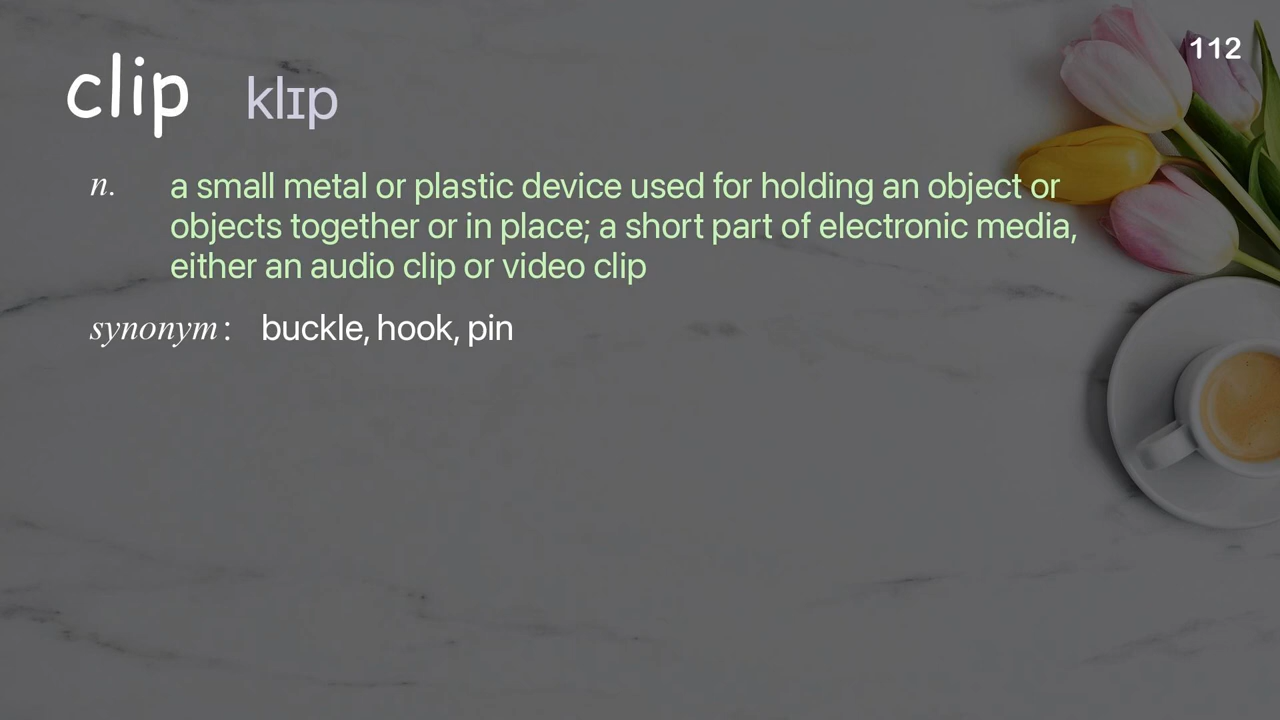 112
clip klɪp
n. a small metal or plastic device used for holding an object or
objects together or in place; a short part of electronic media,
either an audio clip or video clip
synonym: buckle, hook, pin